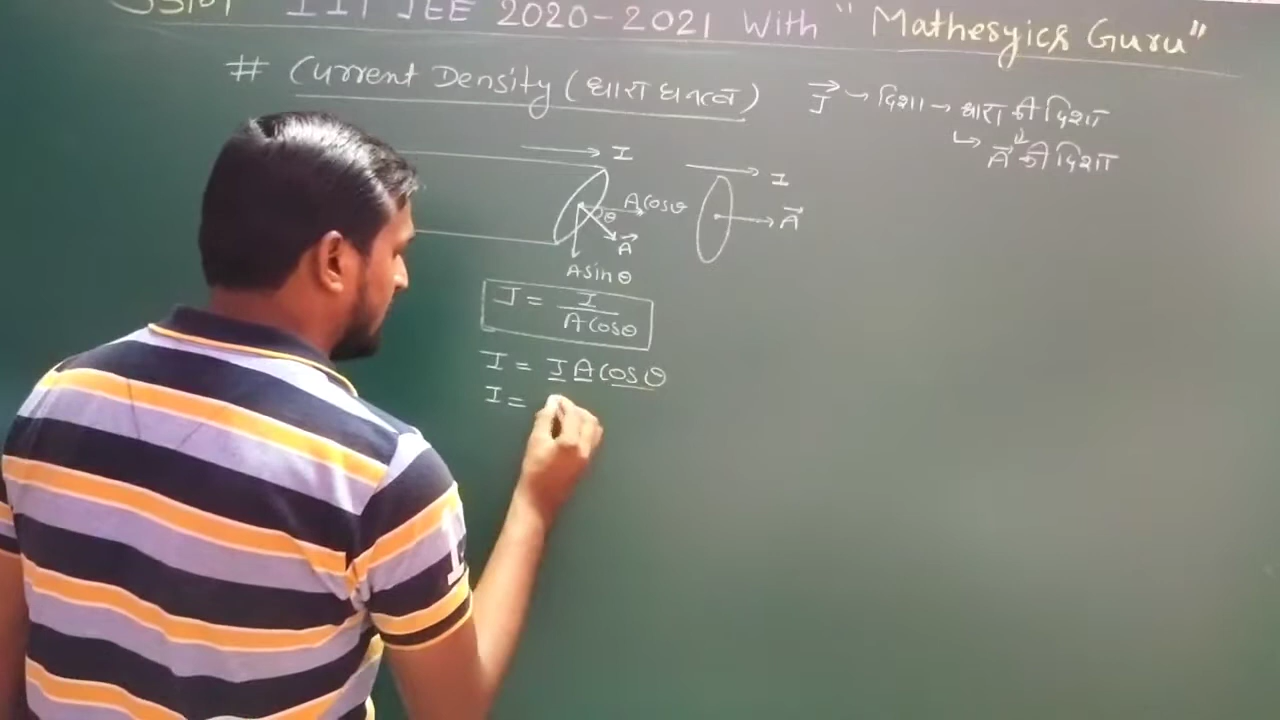 IIT JEE 2020-2021 With "Mathesyics Guru"
# Current Density (धारा घनत्व)
J → दिशा → धारा की दिशा
↳ A की दिशा
I
I
A cosθ
θ
A
A
A sinθ
J = I / A cosθ
I = J A cosθ
I =